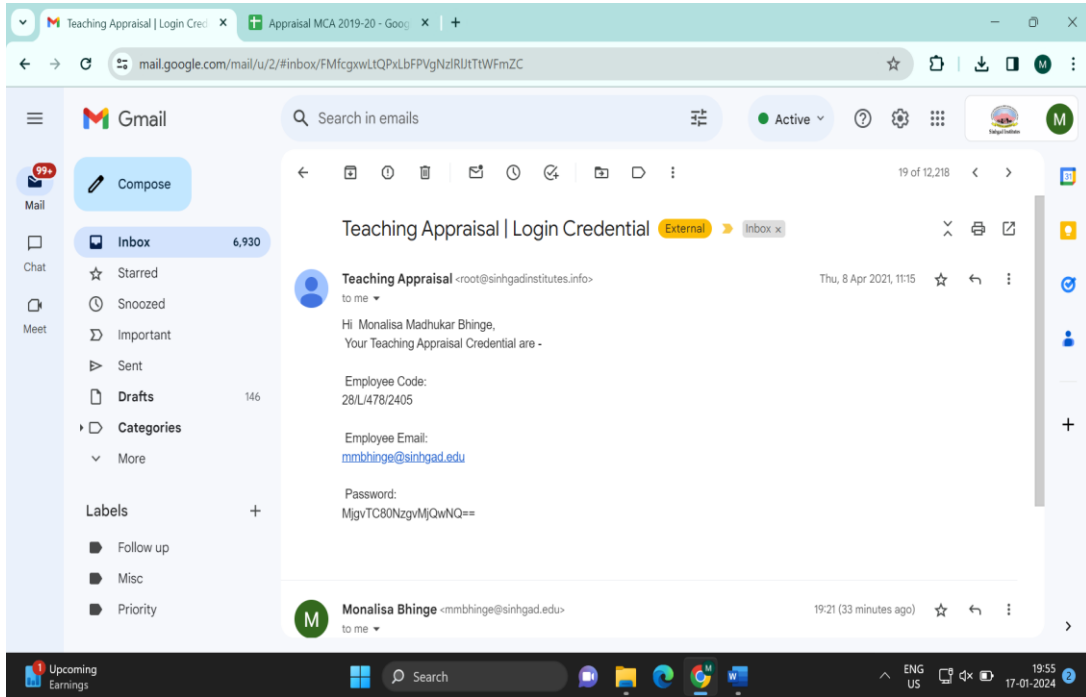 Teaching Appraisal | Login Cred
Appraisal MCA 2019-20 - Goog
mail.google.com/mail/u/2/#inbox/FMfcgxwLtQPxLbFPVgNzlRlJtTtWFmZC
M
Gmail
Search in emails
Active
Sinhgad Institutes
M
99+
Mail
Chat
Meet
Compose
Inbox 6,930
Starred
Snoozed
Important
Sent
Drafts 146
Categories
More
Labels
Follow up
Misc
Priority
19 of 12,218
31
Teaching Appraisal | Login Credential External Inbox x
Teaching Appraisal <root@sinhgadinstitutes.info> Thu, 8 Apr 2021, 11:15
to me
Hi Monalisa Madhukar Bhinge,
Your Teaching Appraisal Credential are -
Employee Code:
28/L/478/2405
Employee Email:
mmbhinge@sinhgad.edu
Password:
MjgvTC80NzgvMjQwNQ==
M
Monalisa Bhinge <mmbhinge@sinhgad.edu> 19:21 (33 minutes ago)
to me
1
Upcoming
Earnings
Search
M
W
ENG
US
19:55
17-01-2024
2